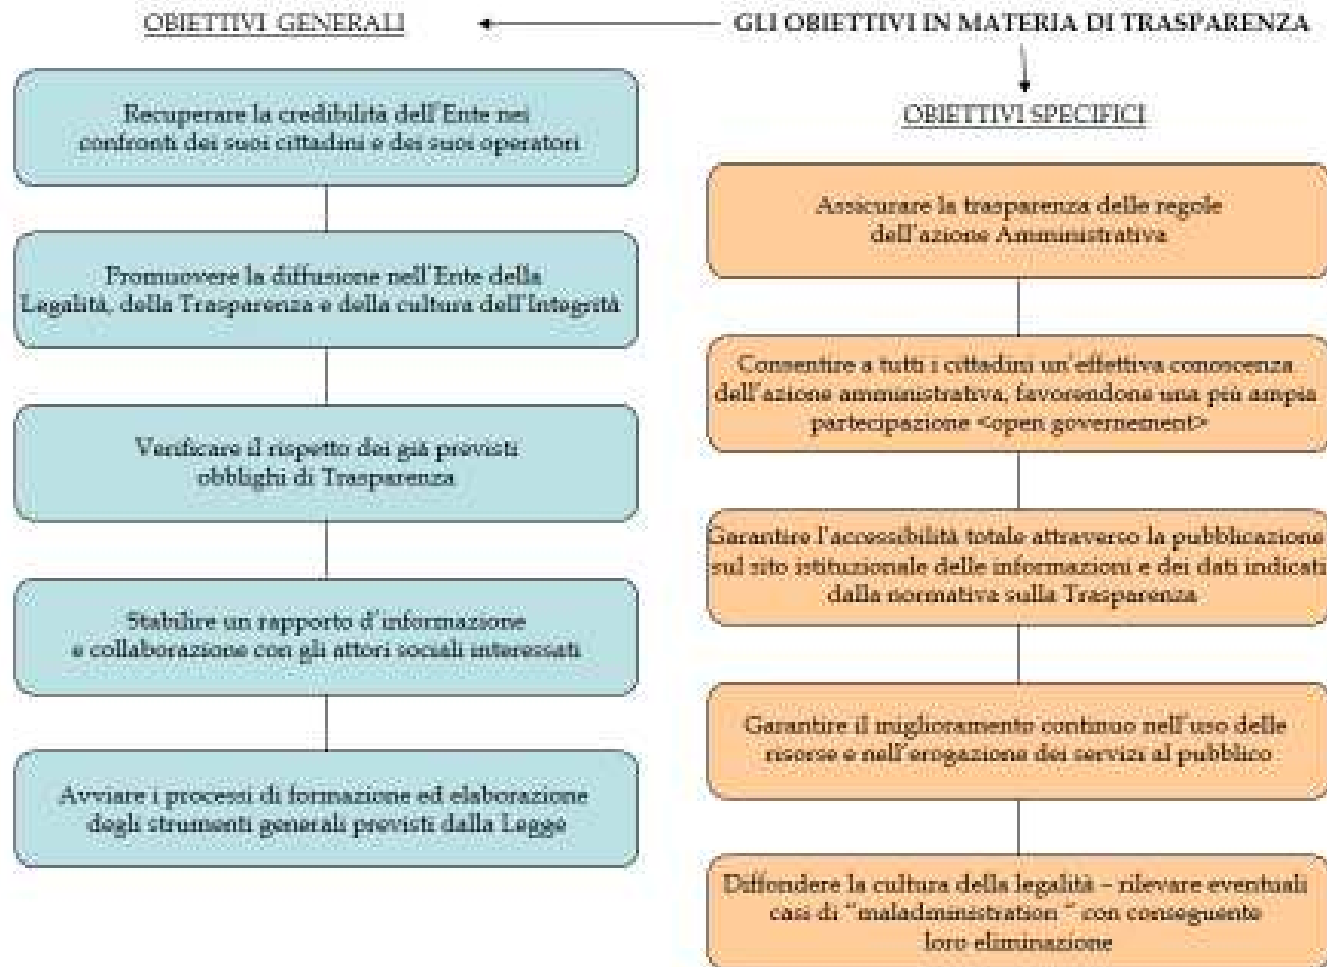 OBIETTIVI GENERALI
GLI OBIETTIVI IN MATERIA DI TRASPARENZA
Recuperare la credibilità dell'Ente nei
confronti dei suoi cittadini e dei suoi operatori
Promuovere la diffusione nell'Ente della
Legalità, della Trasparenza e della cultura dell'Integrità
Verificare il rispetto dei già previsti
obblighi di Trasparenza
Stabilire un rapporto d'informazione
e collaborazione con gli attori sociali interessati
Avviare i processi di formazione ed elaborazione
degli strumenti generali previsti dalla Legge
OBIETTIVI SPECIFICI
Assicurare la trasparenza delle regole
dell'azione Amministrativa
Consentire a tutti i cittadini un'effettiva conoscenza
dell'azione amministrativa, favorendone una più ampia
partecipazione <open governement>
Garantire l'accessibilità totale attraverso la pubblicazione
sul sito istituzionale delle informazioni e dei dati indicati
dalla normativa sulla Trasparenza
Garantire il miglioramento continuo nell'uso delle
risorse e nell'erogazione dei servizi al pubblico
Diffondere la cultura della legalità – rilevare eventuali
casi di "maladministration " con conseguente
loro eliminazione